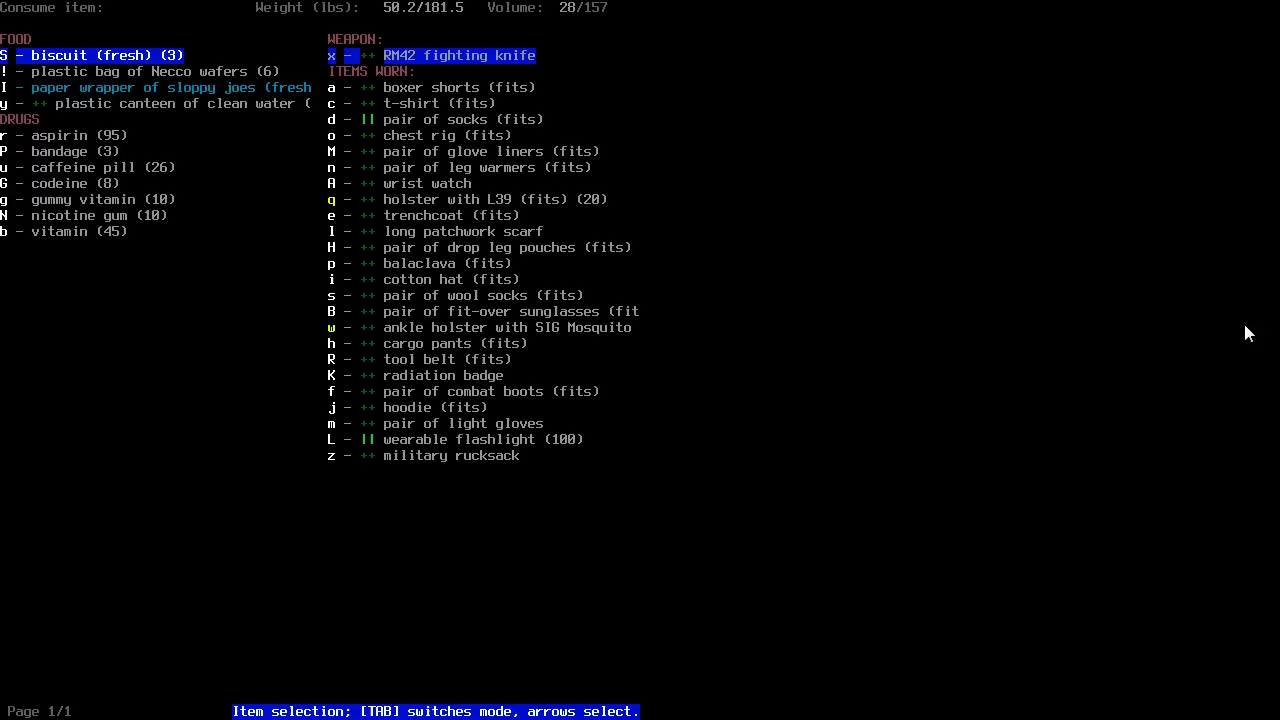 Consume item: Weight (lbs): 50.2/181.5 Volume: 28/157
FOOD
S - biscuit (fresh) (3)
! - plastic bag of Necco wafers (6)
I - paper wrapper of sloppy joes (fresh
y - ++ plastic canteen of clean water (
DRUGS
r - aspirin (95)
P - bandage (3)
u - caffeine pill (26)
G - codeine (8)
g - gummy vitamin (10)
N - nicotine gum (10)
b - vitamin (45)
WEAPON:
x - ++ RM42 fighting knife
ITEMS WORN:
a - ++ boxer shorts (fits)
c - ++ t-shirt (fits)
d - || pair of socks (fits)
o - ++ chest rig (fits)
M - ++ pair of glove liners (fits)
n - ++ pair of leg warmers (fits)
A - ++ wrist watch
q - ++ holster with L39 (fits) (20)
e - ++ trenchcoat (fits)
l - ++ long patchwork scarf
H - ++ pair of drop leg pouches (fits)
p - ++ balaclava (fits)
i - ++ cotton hat (fits)
s - ++ pair of wool socks (fits)
B - ++ pair of fit-over sunglasses (fit
w - ++ ankle holster with SIG Mosquito
h - ++ cargo pants (fits)
R - ++ tool belt (fits)
K - ++ radiation badge
f - ++ pair of combat boots (fits)
j - ++ hoodie (fits)
m - ++ pair of light gloves
L - || wearable flashlight (100)
z - ++ military rucksack
Page 1/1 Item selection; [TAB] switches mode, arrows select.